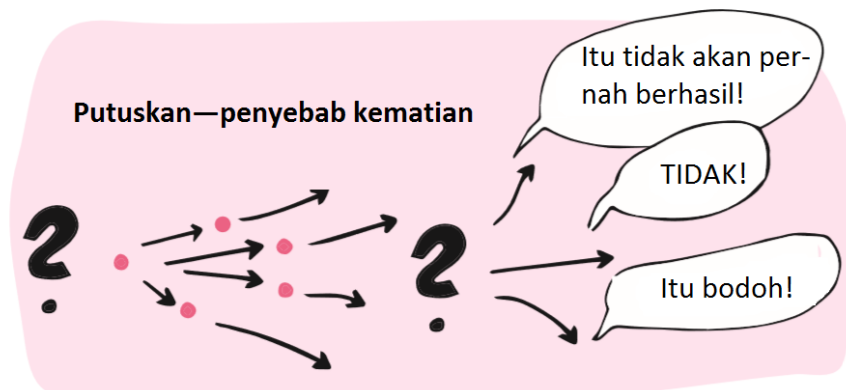 Itu tidak akan per-
nah berhasil!
Putuskan—penyebab kematian
TIDAK!
?
?
Itu bodoh!